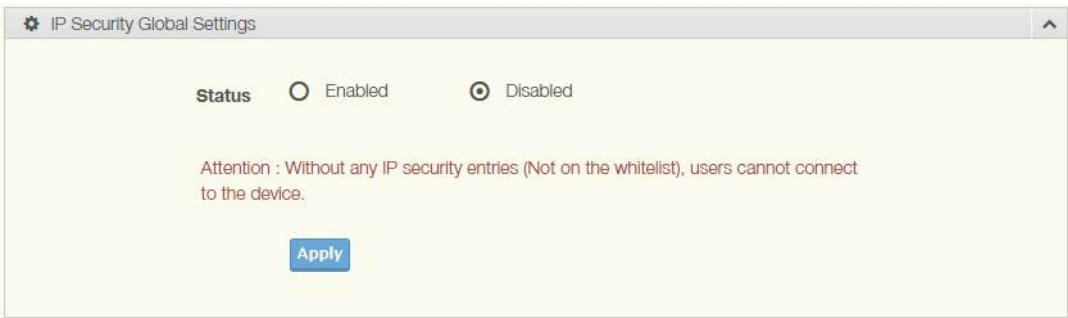 IP Security Global Settings
Status Enabled Disabled
Attention : Without any IP security entries (Not on the whitelist), users cannot connect
to the device.
Apply